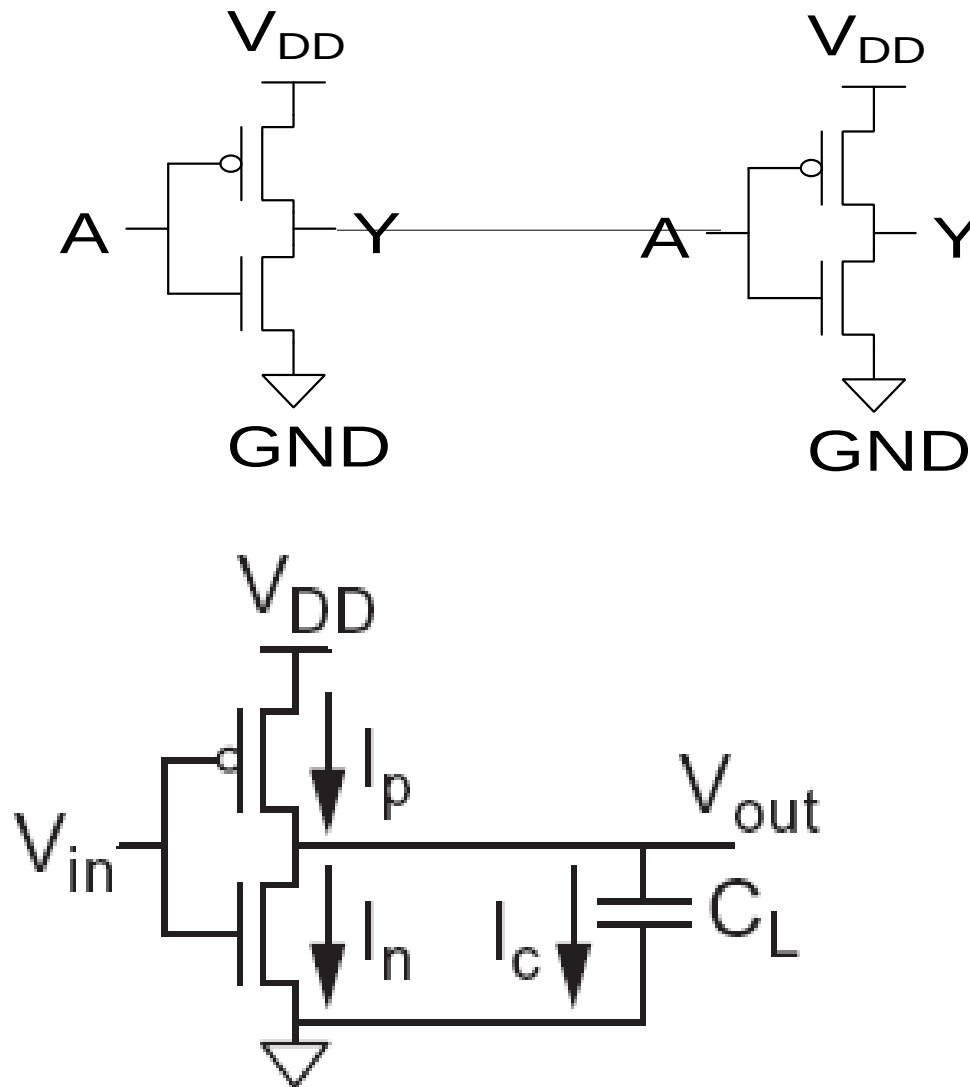 V_DD V_DD
A Y A Y
GND GND
V_DD
I_p
V_in V_out
I_n I_c C_L